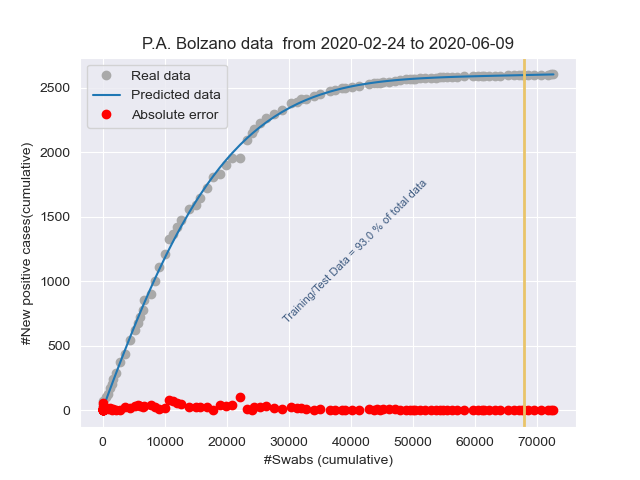 P.A. Bolzano data  from 2020-02-24 to 2020-06-09
Real data
Predicted data
Absolute error
#New positive cases(cumulative)
2500
2000
1500
1000
500
0
Training/Test Data = 93.0 % of total data
0 10000 20000 30000 40000 50000 60000 70000
#Swabs (cumulative)